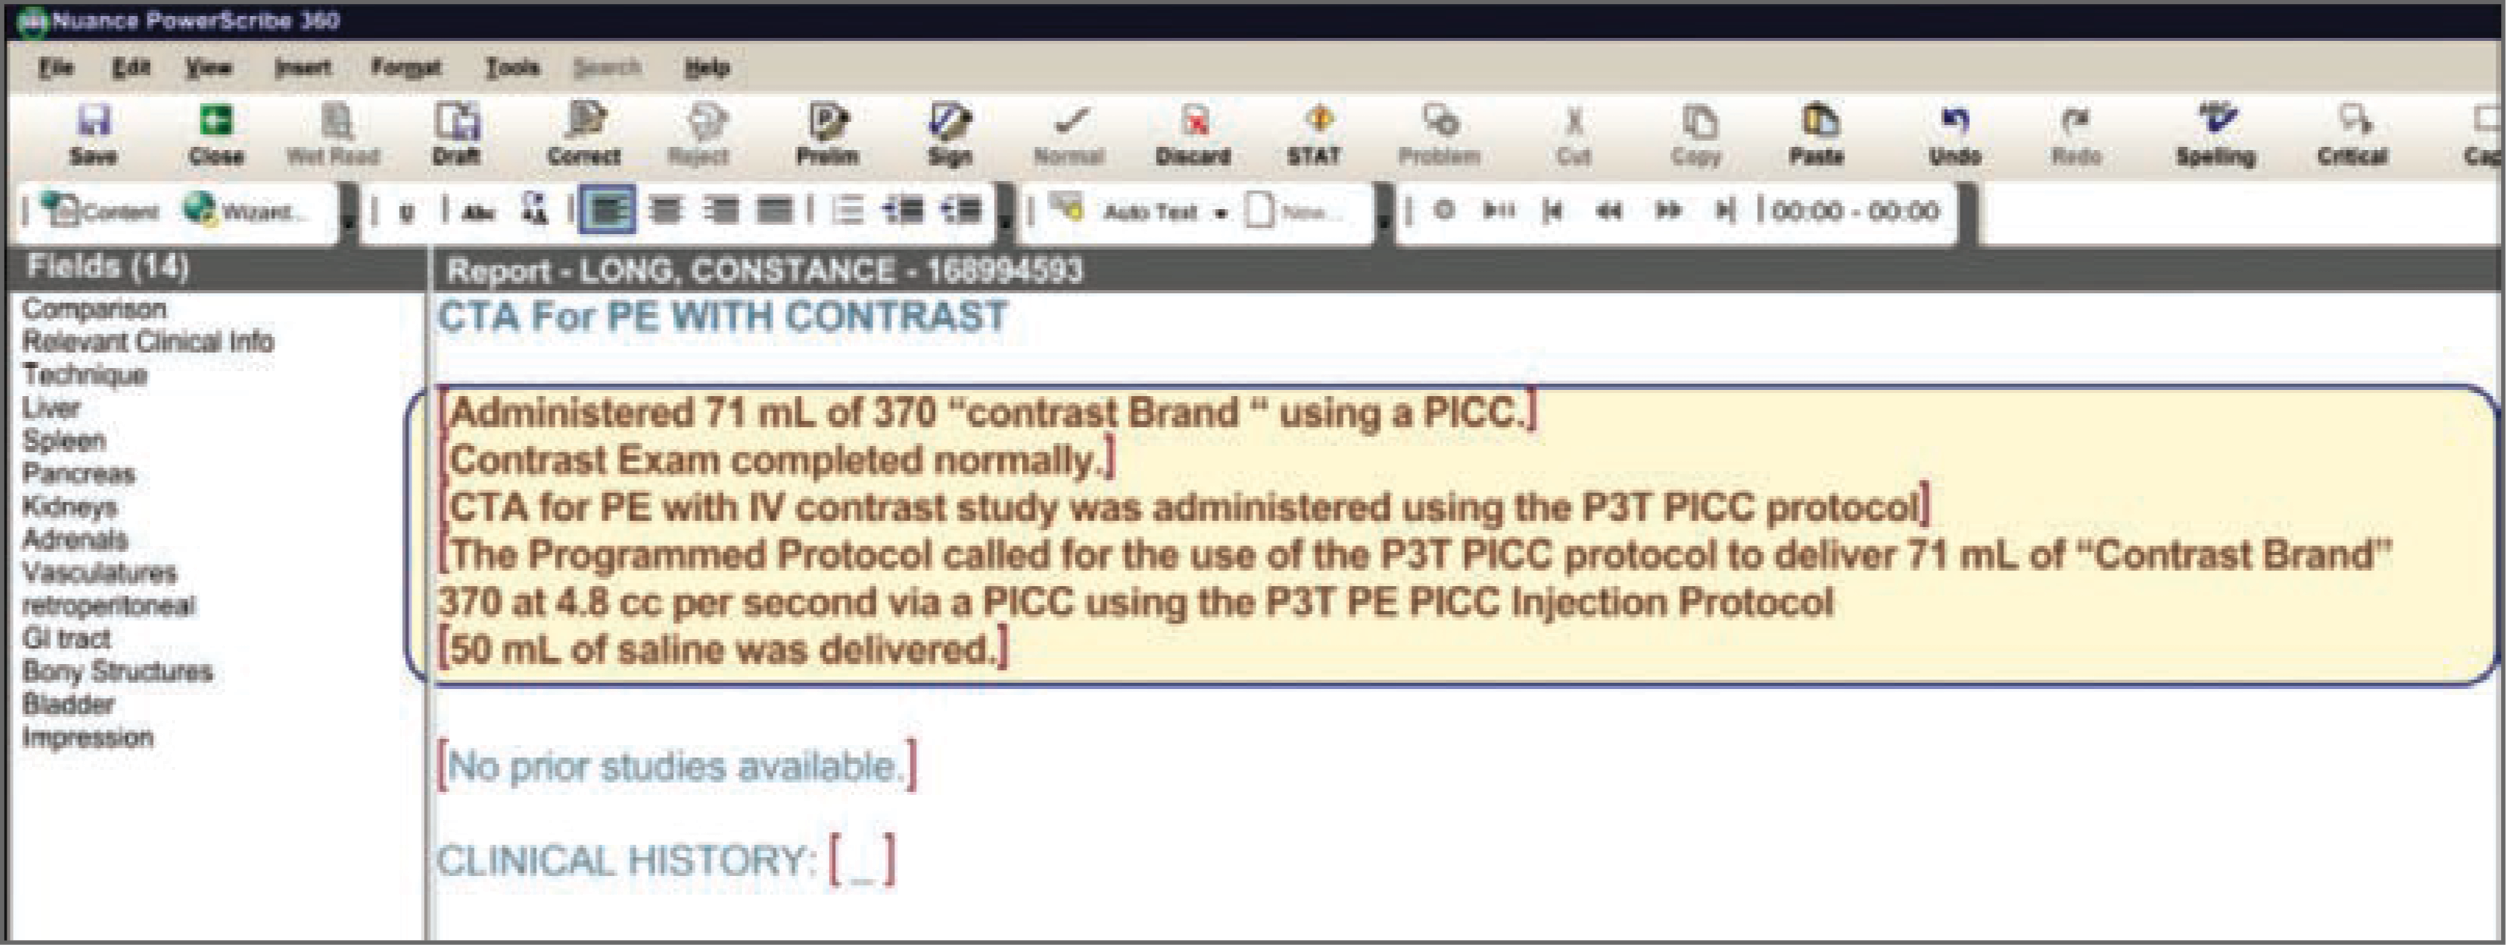 Nuance PowerScribe 360
File Edit View Insert Format Tools Search Help
Save Close Wet Read Draft Correct Reject Prelim Sign Normal Discard STAT Problem Cut Copy Paste Undo Redo Spelling Critical Cap
Content Wizard... U Abc Auto Text New... 00:00 - 00:00
Fields (14)
Comparison
Relevant Clinical Info
Technique
Liver
Spleen
Pancreas
Kidneys
Adrenals
Vasculatures
retroperitoneal
GI tract
Bony Structures
Bladder
Impression
Report - LONG, CONSTANCE - 168994593
CTA For PE WITH CONTRAST
[Administered 71 mL of 370 “contrast Brand “ using a PICC.]
[Contrast Exam completed normally.]
[CTA for PE with IV contrast study was administered using the P3T PICC protocol]
[The Programmed Protocol called for the use of the P3T PICC protocol to deliver 71 mL of “Contrast Brand”
370 at 4.8 cc per second via a PICC using the P3T PE PICC Injection Protocol
[50 mL of saline was delivered.]
[No prior studies available.]
CLINICAL HISTORY: [ _ ]